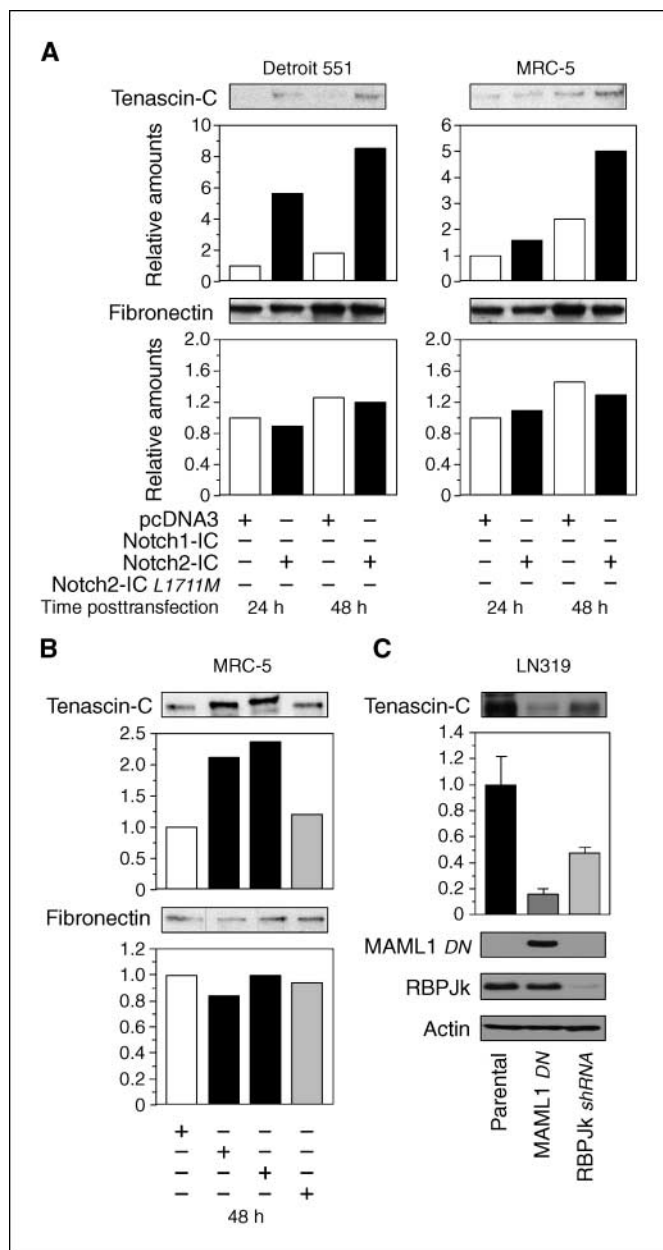 A
Detroit 551 MRC-5
Tenascin-C
Relative amounts
10
8
6
4
2
0
6
5
4
3
2
1
0
Fibronectin
Relative amounts
2.0
1.6
1.2
0.8
0.4
0
2.0
1.6
1.2
0.8
0.4
0
pcDNA3 + – + – + – + –
Notch1-IC – – – – – – – –
Notch2-IC – + – + – + – +
Notch2-IC L1711M – – – – – – – –
Time posttransfection 24 h 48 h 24 h 48 h
B
MRC-5
Tenascin-C
2.5
2.0
1.5
1.0
0.5
0
Fibronectin
1.2
1.0
0.8
0.6
0.4
0.2
0
+ – – –
– + – –
– – + –
– – – +
48 h
C
LN319
Tenascin-C
1.4
1.2
1.0
0.8
0.6
0.4
0.2
0
MAML1 DN
RBPJk
Actin
Parental
MAML1 DN
RBPJk shRNA